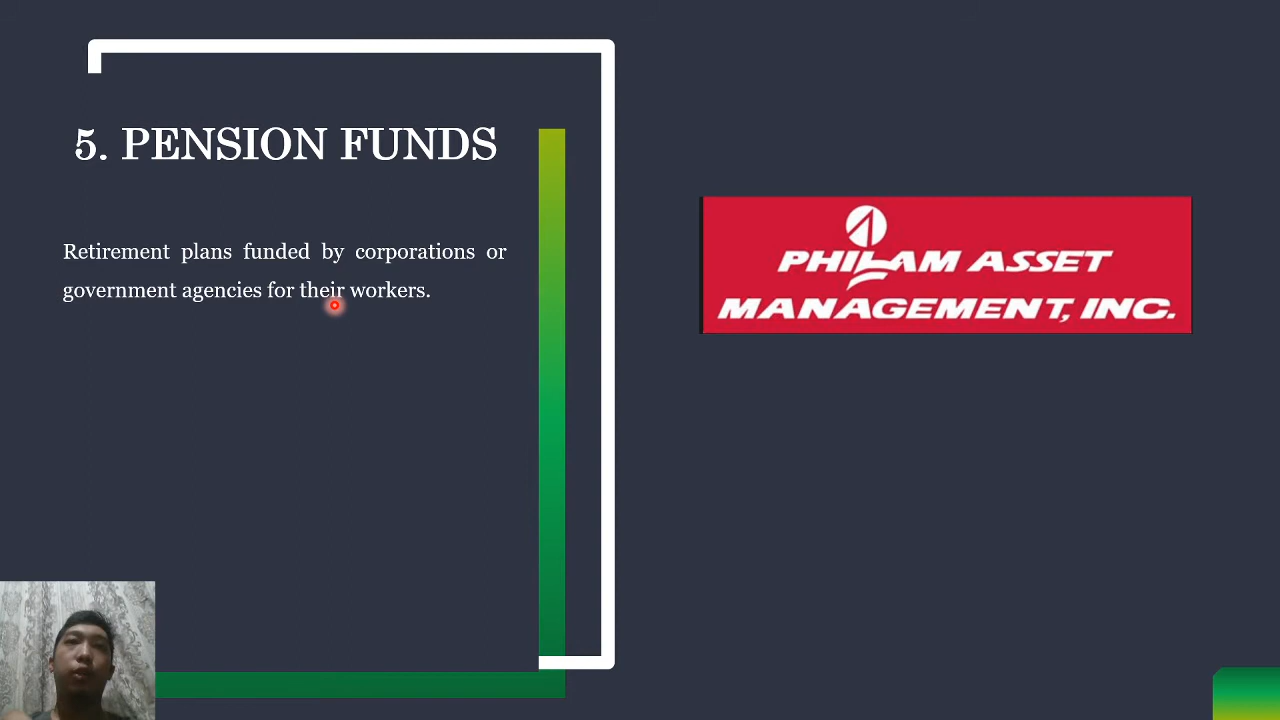 5. PENSION FUNDS
Retirement plans funded by corporations or
government agencies for their workers.
PHILAM ASSET
MANAGEMENT, INC.